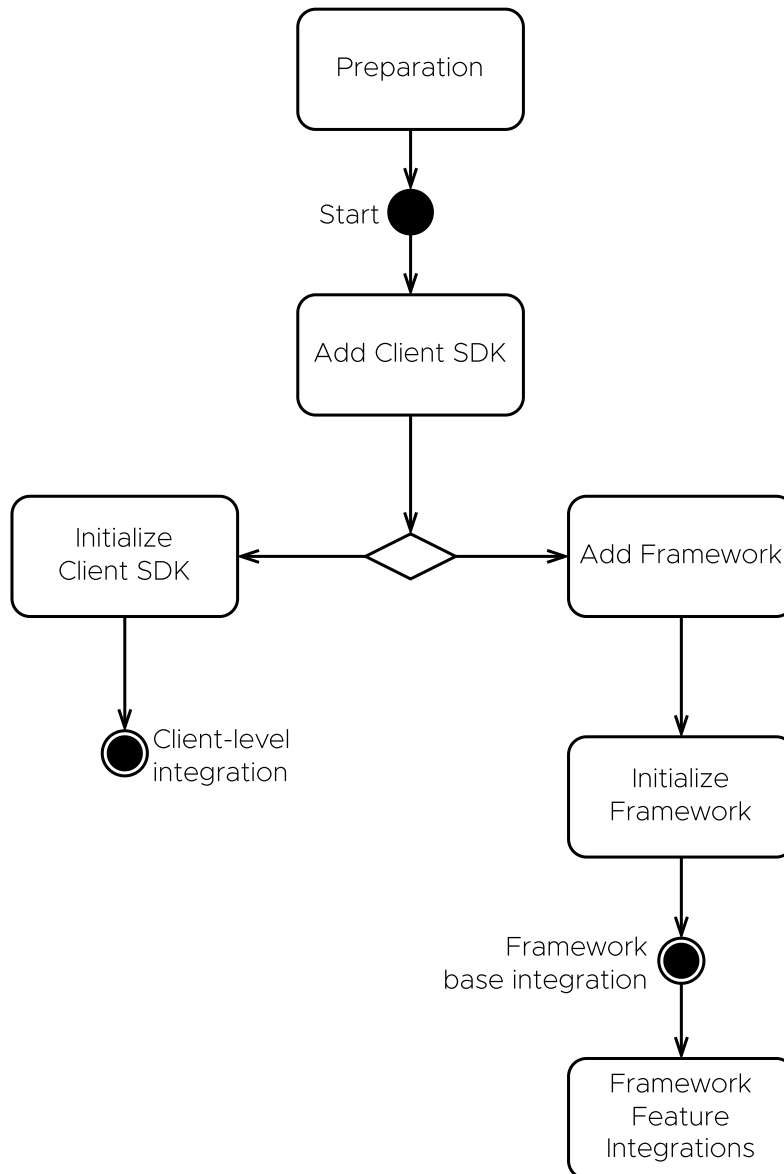 Preparation
Start
Add Client SDK
Initialize
Client SDK
Add Framework
Client-level
integration
Initialize
Framework
Framework
base integration
Framework
Feature
Integrations